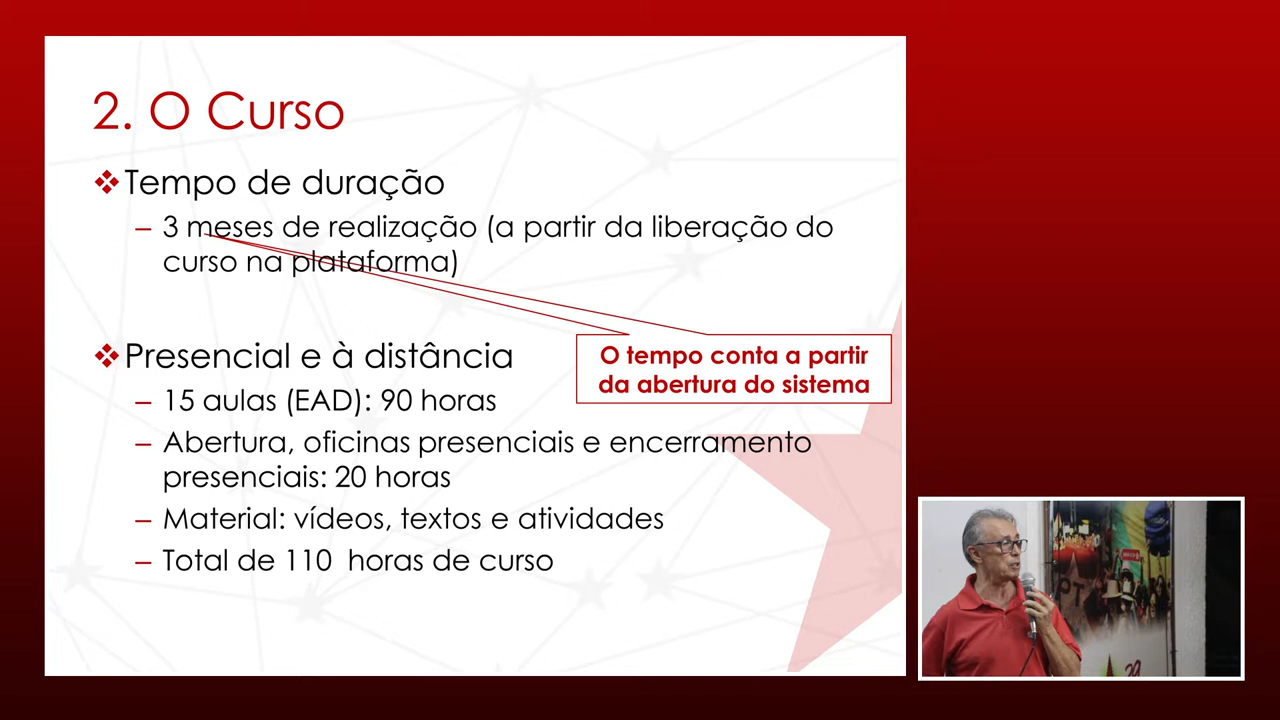 2. O Curso
❖Tempo de duração
– 3 meses de realização (a partir da liberação do
curso na plataforma)
O tempo conta a partir
da abertura do sistema
❖Presencial e à distância
– 15 aulas (EAD): 90 horas
– Abertura, oficinas presenciais e encerramento
presenciais: 20 horas
– Material: vídeos, textos e atividades
– Total de 110 horas de curso
PT